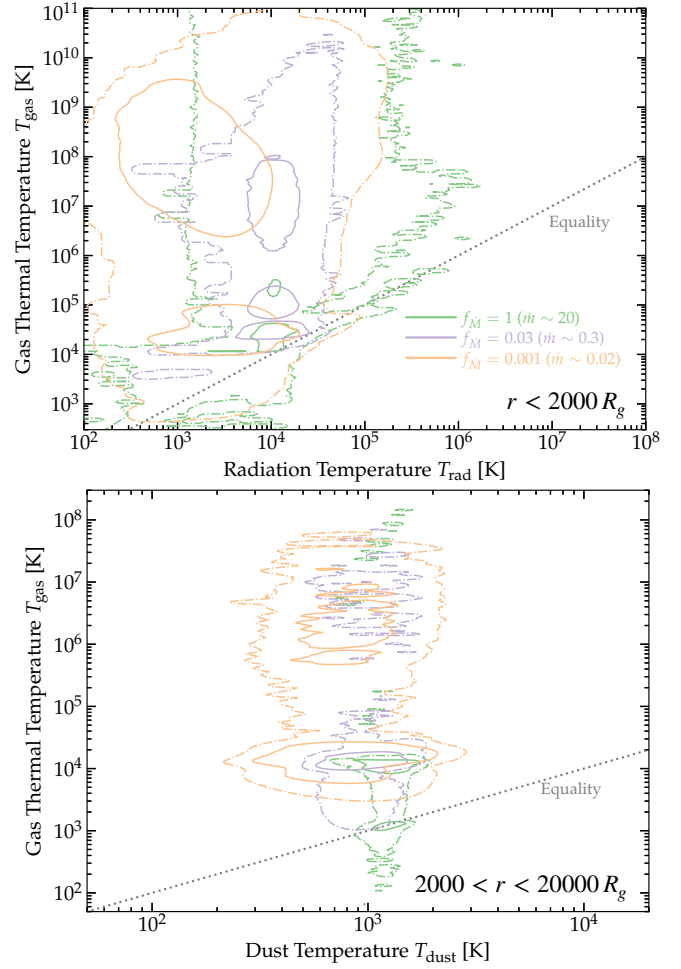 10^11
10^10
10^9
10^8
10^7
10^6
10^5
10^4
10^3
Gas Thermal Temperature T_gas [K]
Equality
f_Ṁ = 1 (ṁ ∼ 20)
f_Ṁ = 0.03 (ṁ ∼ 0.3)
f_Ṁ = 0.001 (ṁ ∼ 0.02)
r < 2000 R_g
10^2 10^3 10^4 10^5 10^6 10^7 10^8
Radiation Temperature T_rad [K]
10^8
10^7
10^6
10^5
10^4
10^3
10^2
Gas Thermal Temperature T_gas [K]
Equality
2000 < r < 20000 R_g
10^2 10^3 10^4
Dust Temperature T_dust [K]